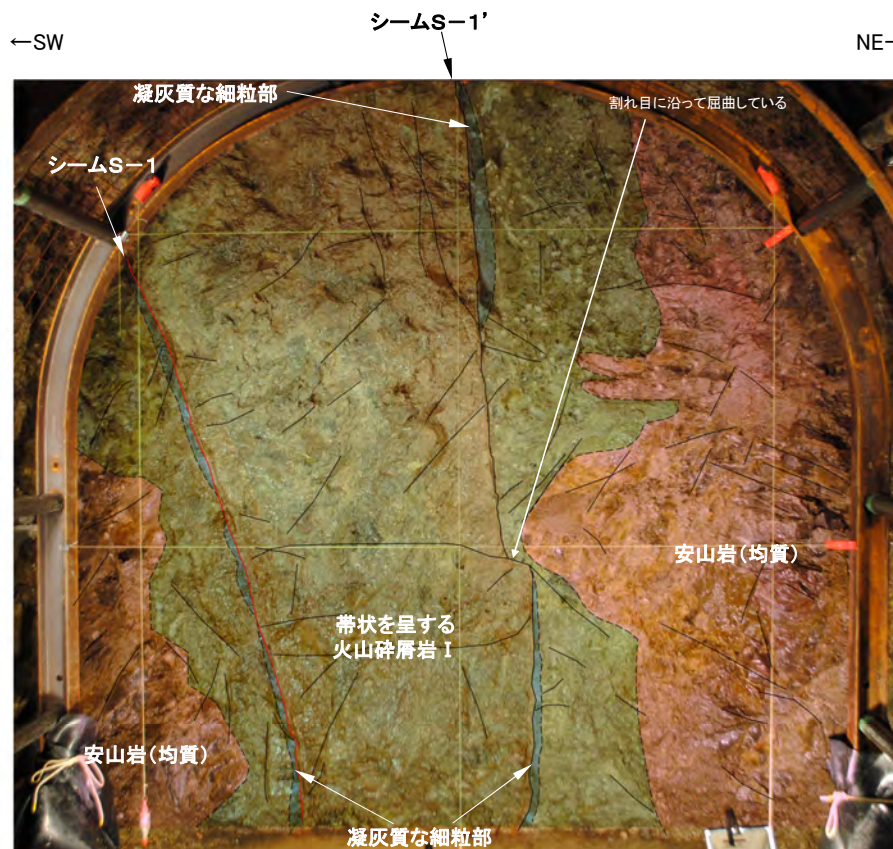 シームS-1’
←SW
NE-
凝灰質な細粒部
割れ目に沿って屈曲している
シームS-1
安山岩(均質)
帯状を呈する
火山砕屑岩Ⅰ
安山岩(均質)
凝灰質な細粒部